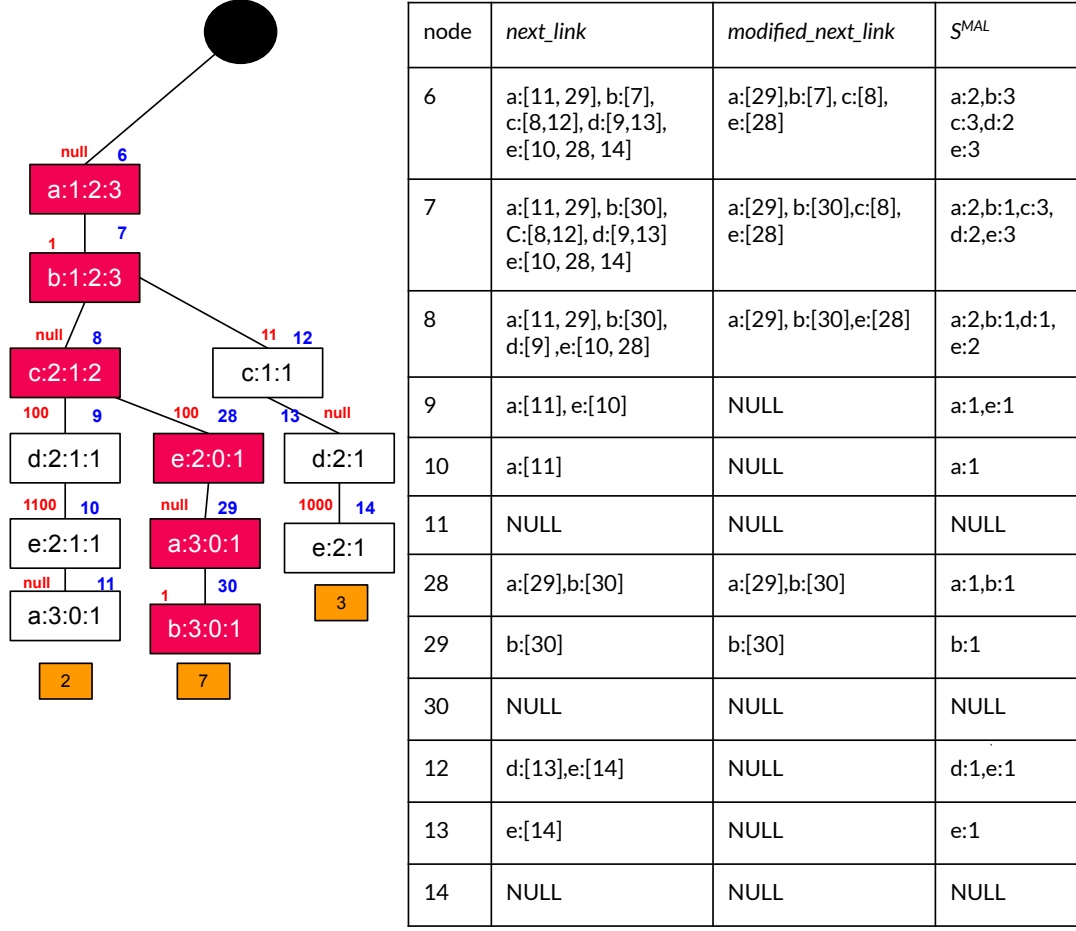 null 6
a:1:2:3
7
1
b:1:2:3
null 8
11 12
c:2:1:2
c:1:1
100 9
100 28
13 null
d:2:1:1
e:2:0:1
d:2:1
1100 10
null 29
1000 14
e:2:1:1
a:3:0:1
e:2:1
null 11
1 30
3
a:3:0:1
b:3:0:1
2
7
node next_link modified_next_link S^MAL
6 a:[11, 29], b:[7], a:[29],b:[7], c:[8], a:2,b:3
c:[8,12], d:[9,13], e:[28] c:3,d:2
e:[10, 28, 14] e:3
7 a:[11, 29], b:[30], a:[29], b:[30],c:[8], a:2,b:1,c:3,
C:[8,12], d:[9,13] e:[28] d:2,e:3
e:[10, 28, 14]
8 a:[11, 29], b:[30], a:[29], b:[30],e:[28] a:2,b:1,d:1,
d:[9] ,e:[10, 28] e:2
9 a:[11], e:[10] NULL a:1,e:1
10 a:[11] NULL a:1
11 NULL NULL NULL
28 a:[29],b:[30] a:[29],b:[30] a:1,b:1
29 b:[30] b:[30] b:1
30 NULL NULL NULL
12 d:[13],e:[14] NULL d:1,e:1
13 e:[14] NULL e:1
14 NULL NULL NULL